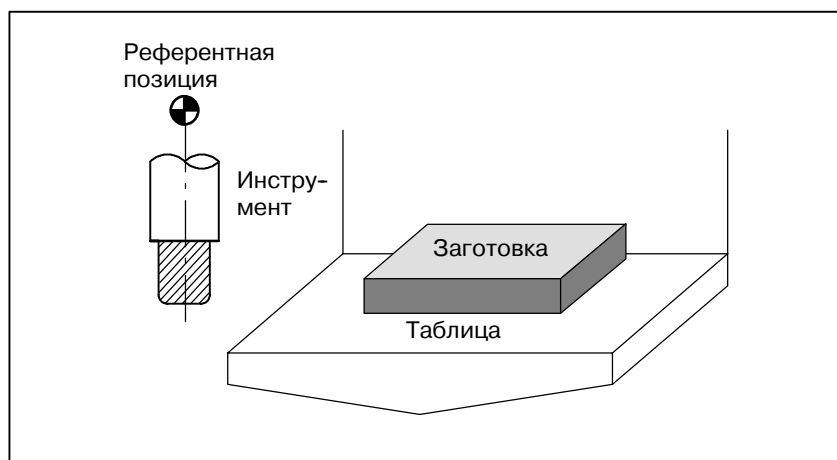 Референтная
позиция
Инстру-
мент
Заготовка
Таблица